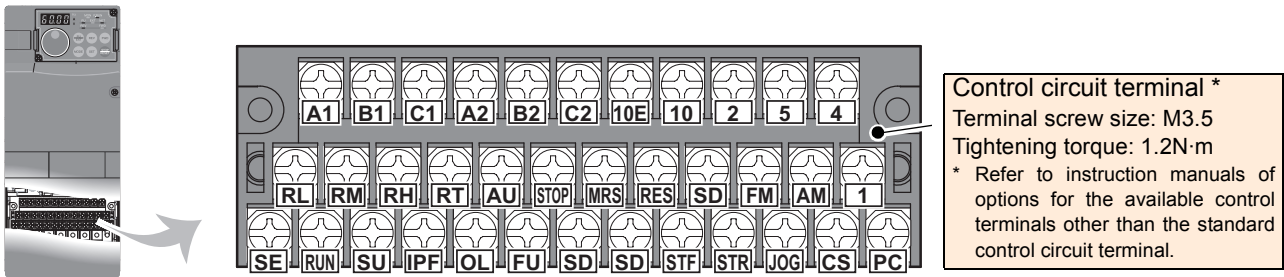 60.00
A1 B1 C1 A2 B2 C2 10E 10 2 5 4
RL RM RH RT AU STOP MRS RES SD FM AM 1
SE RUN SU IPF OL FU SD SD STF STR JOG CS PC
Control circuit terminal *
Terminal screw size: M3.5
Tightening torque: 1.2N·m
* Refer to instruction manuals of
options for the available control
terminals other than the standard
control circuit terminal.